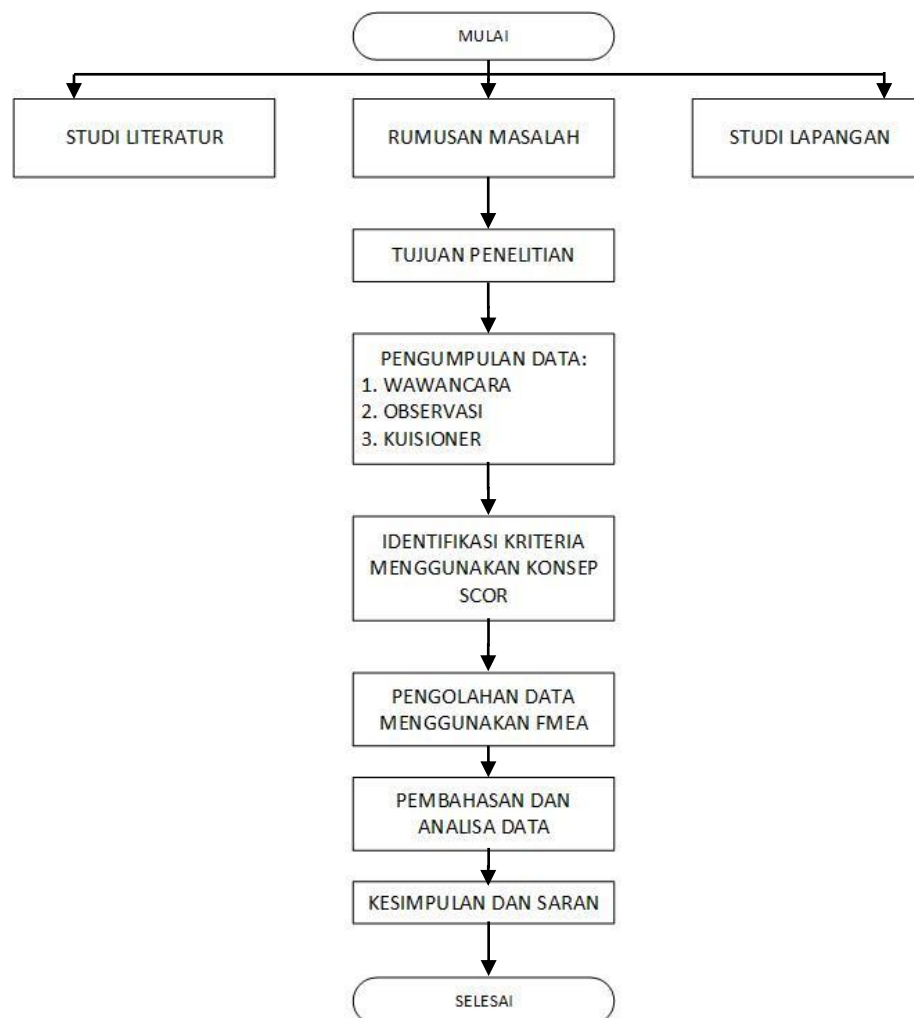 MULAI
STUDI LITERATUR
RUMUSAN MASALAH
STUDI LAPANGAN
TUJUAN PENELITIAN
PENGUMPULAN DATA:
1. WAWANCARA
2. OBSERVASI
3. KUISIONER
IDENTIFIKASI KRITERIA
MENGGUNAKAN KONSEP
SCOR
PENGOLAHAN DATA
MENGGUNAKAN FMEA
PEMBAHASAN DAN
ANALISA DATA
KESIMPULAN DAN SARAN
SELESAI